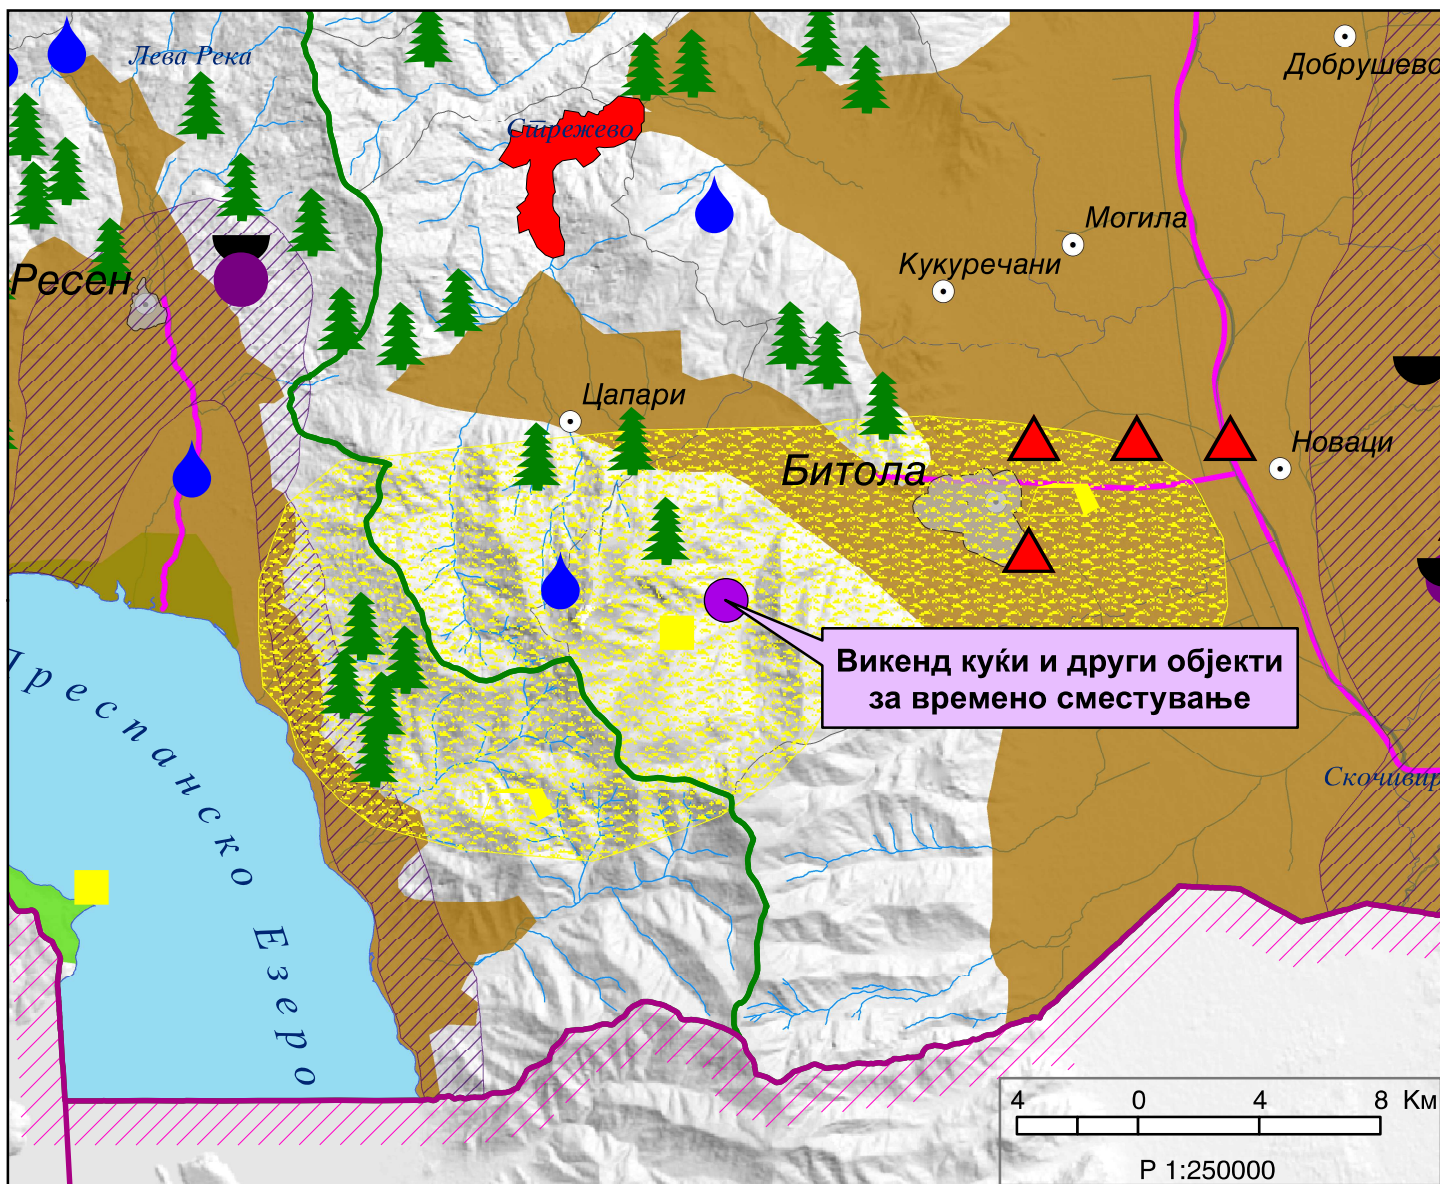 Лева Река
Добрушево
Стрежево
Могила
Кукуречани
Ресен
Цапари
Новаци
Битола
Викенд куќи и други објекти
за времено сместување
Преспанско Езеро
Скочивир
4 0 4 8 Км
Р 1:250000